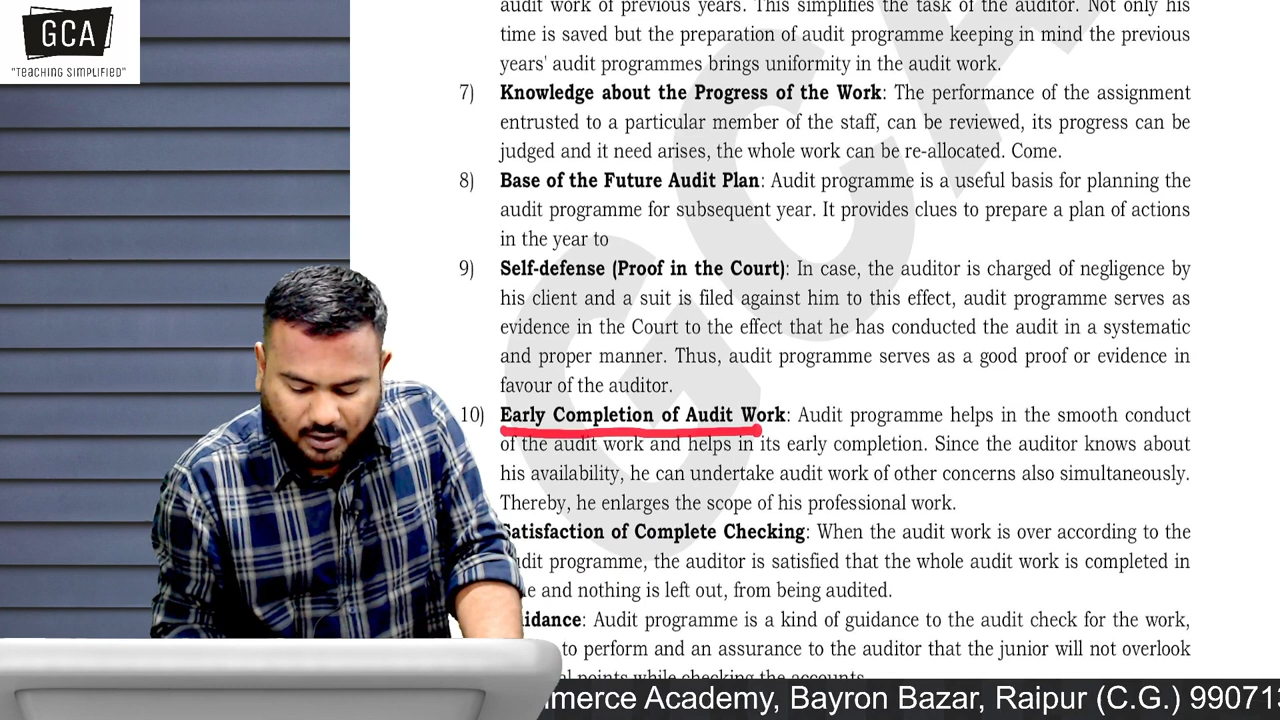 GCA
"Teaching Simplified"
audit work of previous years. This simplifies the task of the auditor. Not only his
time is saved but the preparation of audit programme keeping in mind the previous
years' audit programmes brings uniformity in the audit work.
7) Knowledge about the Progress of the Work: The performance of the assignment
entrusted to a particular member of the staff, can be reviewed, its progress can be
judged and it need arises, the whole work can be re-allocated. Come.
8) Base of the Future Audit Plan: Audit programme is a useful basis for planning the
audit programme for subsequent year. It provides clues to prepare a plan of actions
in the year to
9) Self-defense (Proof in the Court): In case, the auditor is charged of negligence by
his client and a suit is filed against him to this effect, audit programme serves as
evidence in the Court to the effect that he has conducted the audit in a systematic
and proper manner. Thus, audit programme serves as a good proof or evidence in
favour of the auditor.
10) Early Completion of Audit Work: Audit programme helps in the smooth conduct
of the audit work and helps in its early completion. Since the auditor knows about
his availability, he can undertake audit work of other concerns also simultaneously.
Thereby, he enlarges the scope of his professional work.
Satisfaction of Complete Checking: When the audit work is over according to the
audit programme, the auditor is satisfied that the whole audit work is completed in
and nothing is left out, from being audited.
: Audit programme is a kind of guidance to the audit check for the work,
to perform and an assurance to the auditor that the junior will not overlook
points while checking the accounts.
Academy, Bayron Bazar, Raipur (C.G.) 99071
GCA